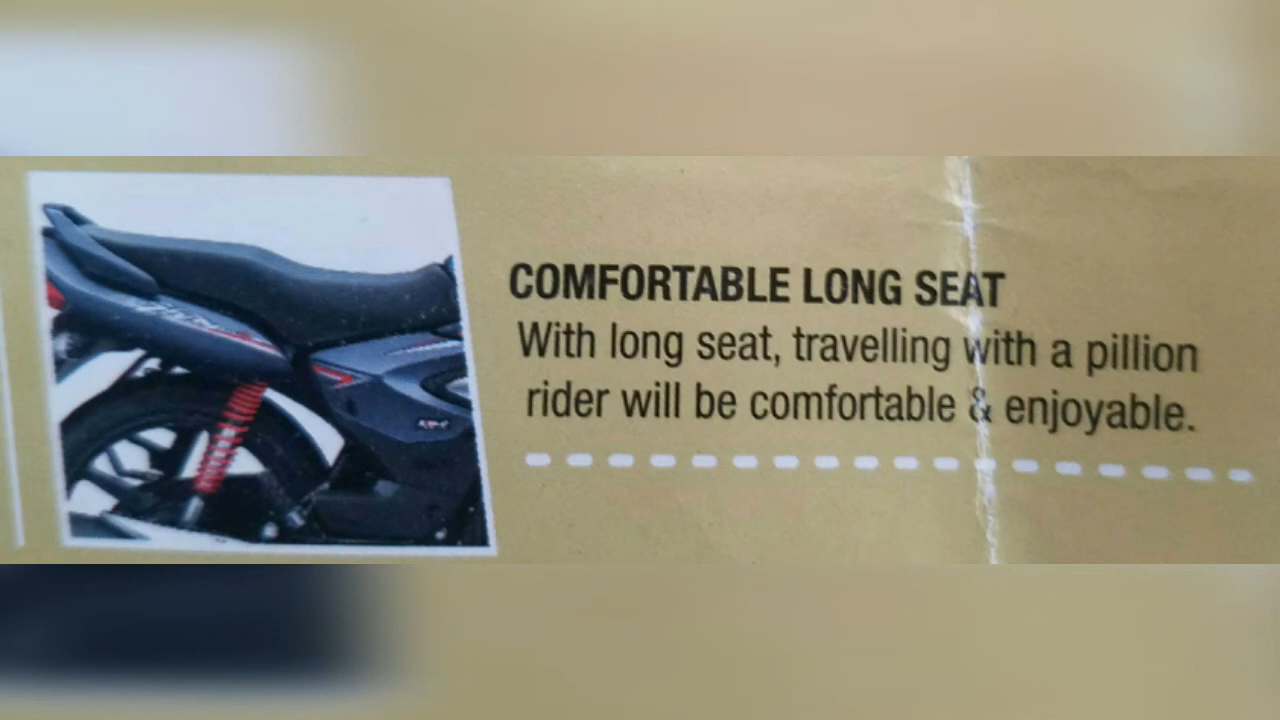 COMFORTABLE LONG SEAT
With long seat, travelling with a pillion
rider will be comfortable & enjoyable.